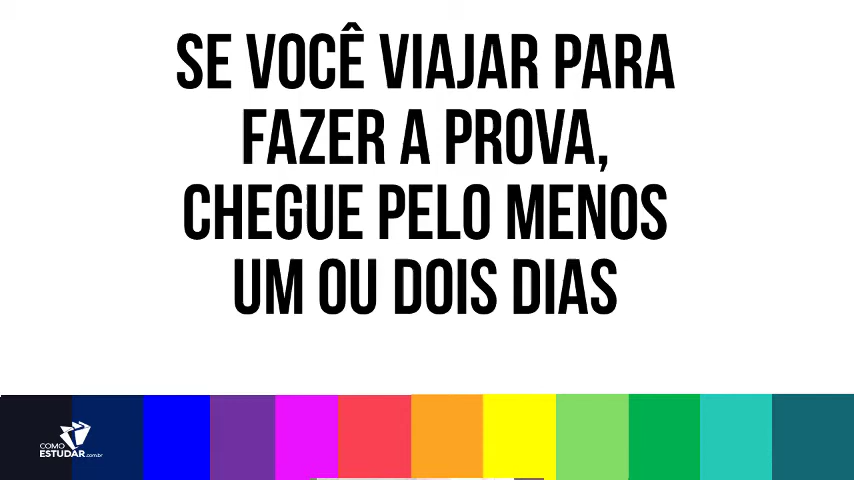 SE VOCÊ VIAJAR PARA
FAZER A PROVA,
CHEGUE PELO MENOS
UM OU DOIS DIAS
COMO
ESTUDAR.com.br